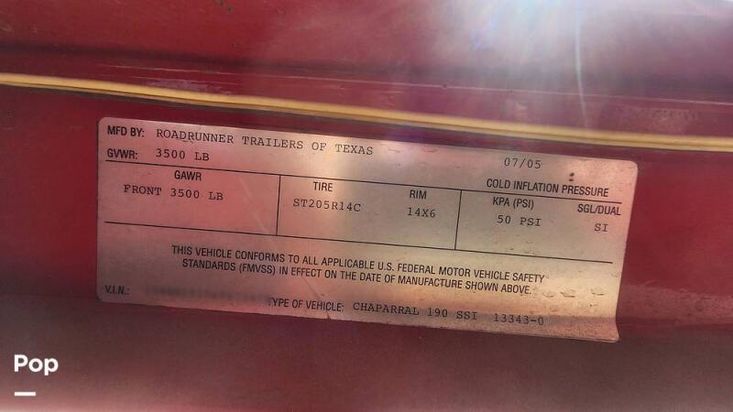 MFD BY: ROADRUNNER TRAILERS OF TEXAS 07/05
GVWR: 3500 LB
GAWR TIRE RIM COLD INFLATION PRESSURE
KPA (PSI) SGL/DUAL
FRONT 3500 LB ST205R14C 14X6 50 PSI SI
THIS VEHICLE CONFORMS TO ALL APPLICABLE U.S. FEDERAL MOTOR VEHICLE SAFETY
STANDARDS (FMVSS) IN EFFECT ON THE DATE OF MANUFACTURE SHOWN ABOVE.
V.I.N.: TYPE OF VEHICLE: CHAPARRAL 190 SSI 13343-0
Pop